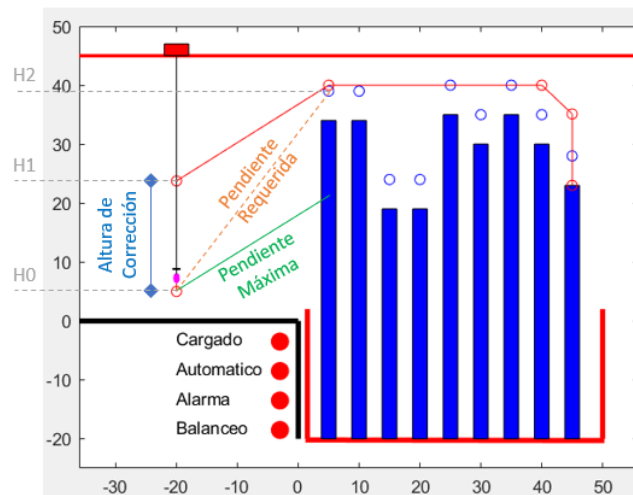 50
H2
40
30
H1
20
10
H0
0
-10
-20
Altura de
Corrección
Pendiente
Requerida
Pendiente
Máxima
Cargado
Automatico
Alarma
Balanceo
-30
-20
-10
0
10
20
30
40
50